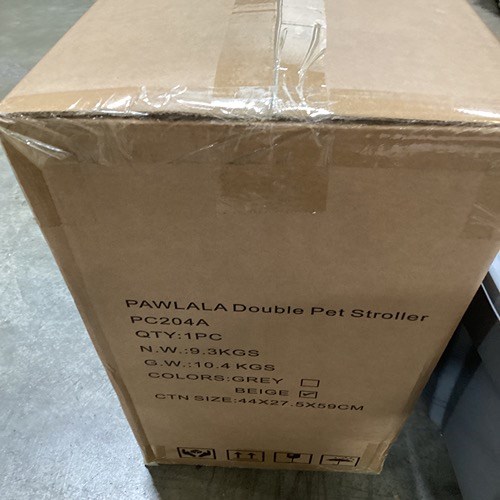 PAWLALA Double Pet Stroller
PC204A
QTY:1PC
N.W.:9.3KGS
G.W.:10.4 KGS
COLORS:GREY ☐
BEIGE ☑
CTN SIZE:44X27.5X59CM